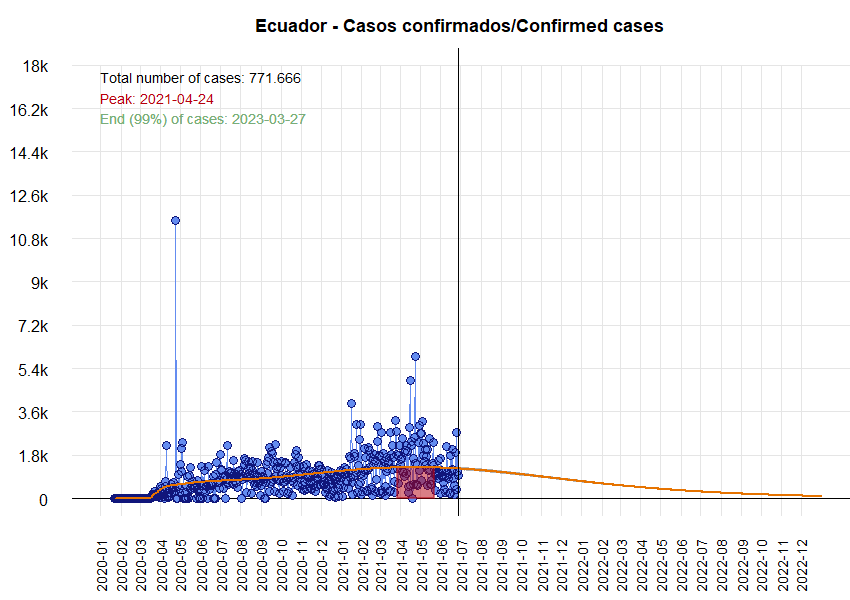 Ecuador - Casos confirmados/Confirmed cases
Total number of cases: 771.666
Peak: 2021-04-24
End (99%) of cases: 2023-03-27
18k
16.2k
14.4k
12.6k
10.8k
9k
7.2k
5.4k
3.6k
1.8k
0
2020-01
2020-02
2020-03
2020-04
2020-05
2020-06
2020-07
2020-08
2020-09
2020-10
2020-11
2020-12
2021-01
2021-02
2021-03
2021-04
2021-05
2021-06
2021-07
2021-08
2021-09
2021-10
2021-11
2021-12
2022-01
2022-02
2022-03
2022-04
2022-05
2022-06
2022-07
2022-08
2022-09
2022-10
2022-11
2022-12